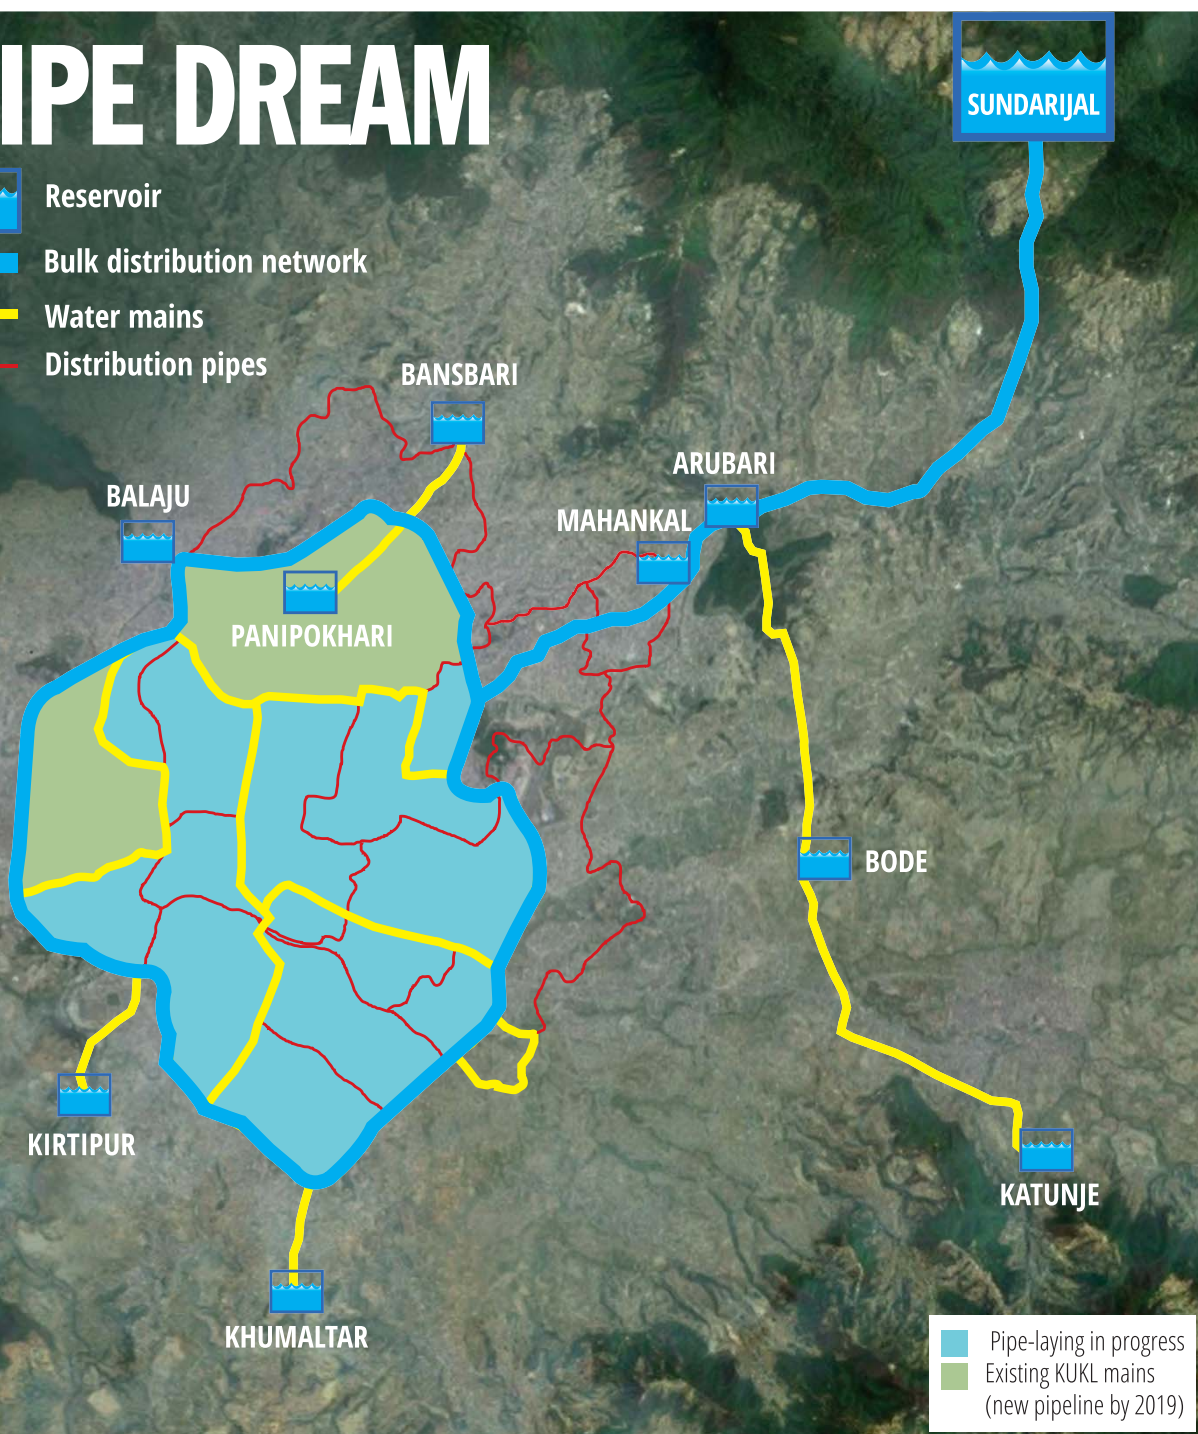 IPE DREAM
SUNDARIJAL
Reservoir
Bulk distribution network
Water mains
Distribution pipes
BANSBARI
ARUBARI
BALAJU
MAHANKAL
PANIPOKHARI
BODE
KIRTIPUR
KATUNJE
KHUMALTAR
Pipe-laying in progress
Existing KUKL mains
(new pipeline by 2019)